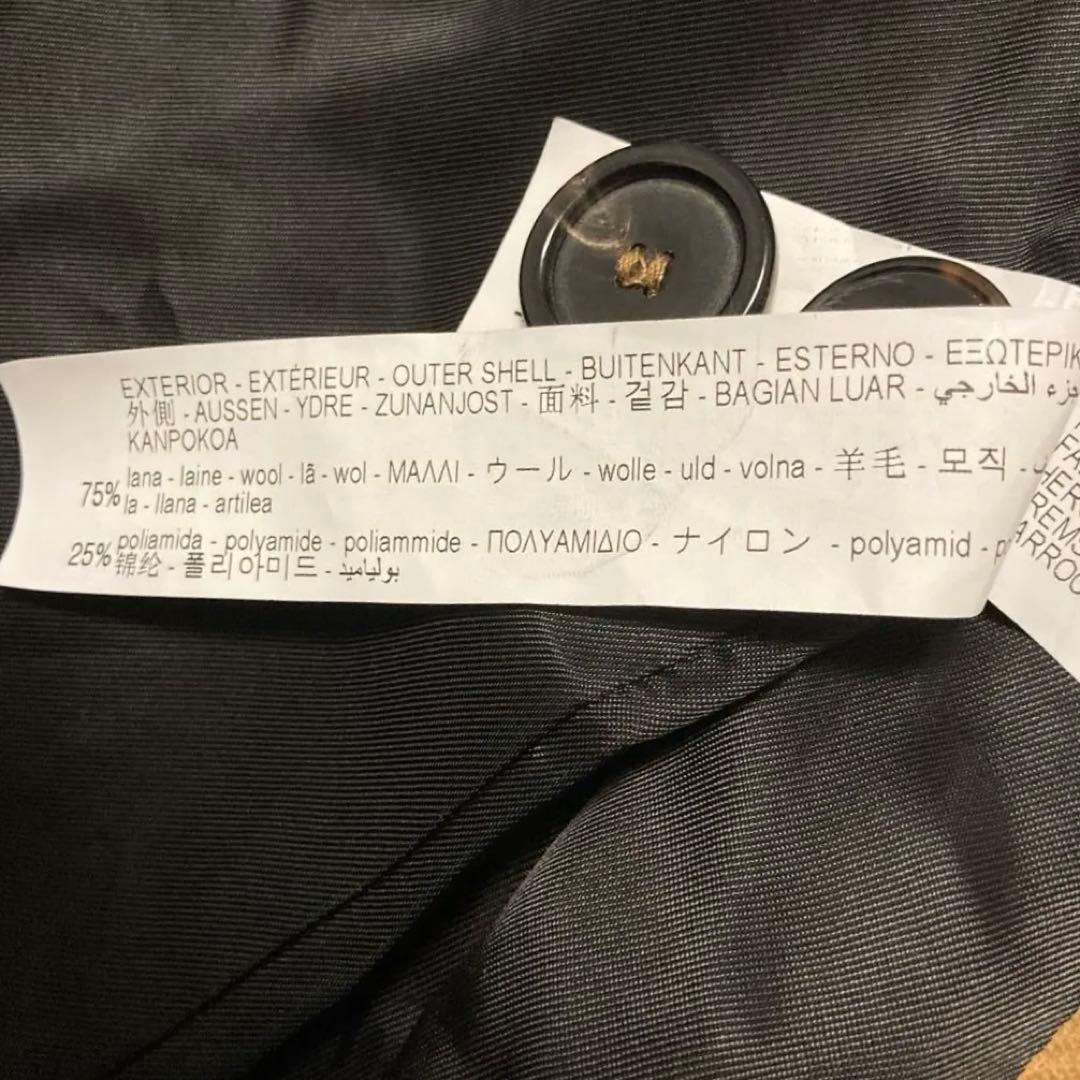 EXTERIOR - EXTÉRIEUR - OUTER SHELL - BUITENKANT - ESTERNO - ΕΞΩΤΕΡΙΚ
外側 - AUSSEN - YDRE - ZUNANJOST - 面料 - 겉감 - BAGIAN LUAR - جزء الخارجي
KANPOKOA
75% lana - laine - wool - lã - wol - ΜΑΛΛΙ - ウール - wolle - uld - volna - 羊毛 - 모직 -
la - llana - artilea
25% poliamida - polyamide - poliammide - ΠΟΛΥΑΜΙΔΙΟ - ナイロン - polyamid - p
锦纶 - 폴리아미드 - بولياميد